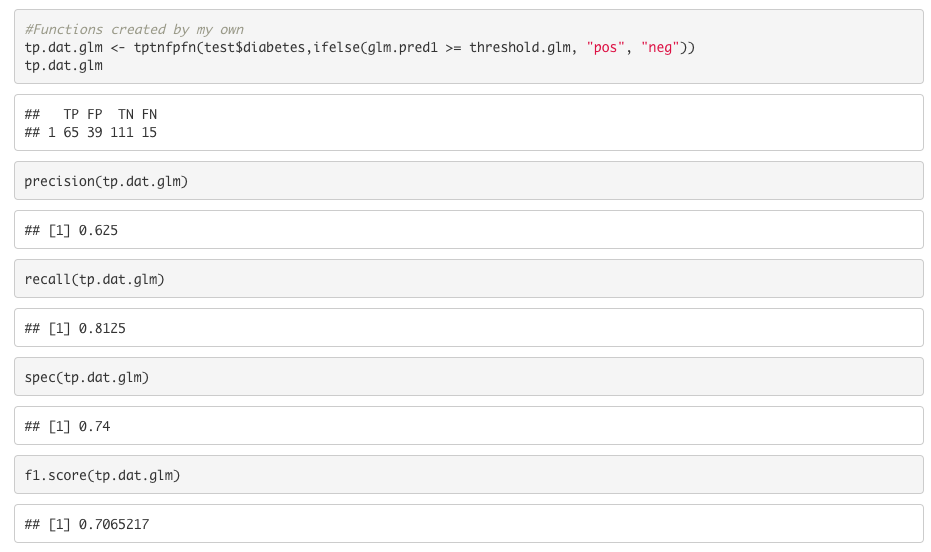 #Functions created by my own
tp.dat.glm <- tptnfpfn(test$diabetes,ifelse(glm.pred1 >= threshold.glm, "pos", "neg"))
tp.dat.glm
##   TP FP  TN FN
## 1 65 39 111 15
precision(tp.dat.glm)
## [1] 0.625
recall(tp.dat.glm)
## [1] 0.8125
spec(tp.dat.glm)
## [1] 0.74
f1.score(tp.dat.glm)
## [1] 0.7065217